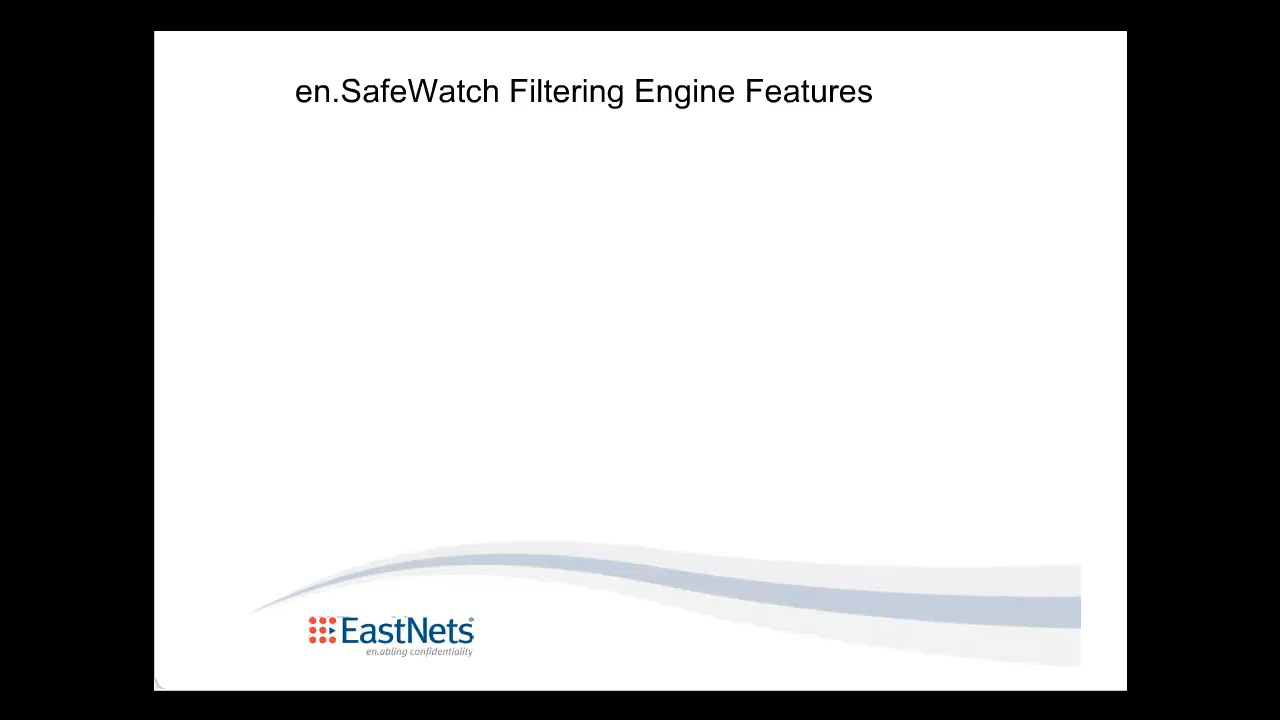 en.SafeWatch Filtering Engine Features
EastNets®
en.abling confidentiality